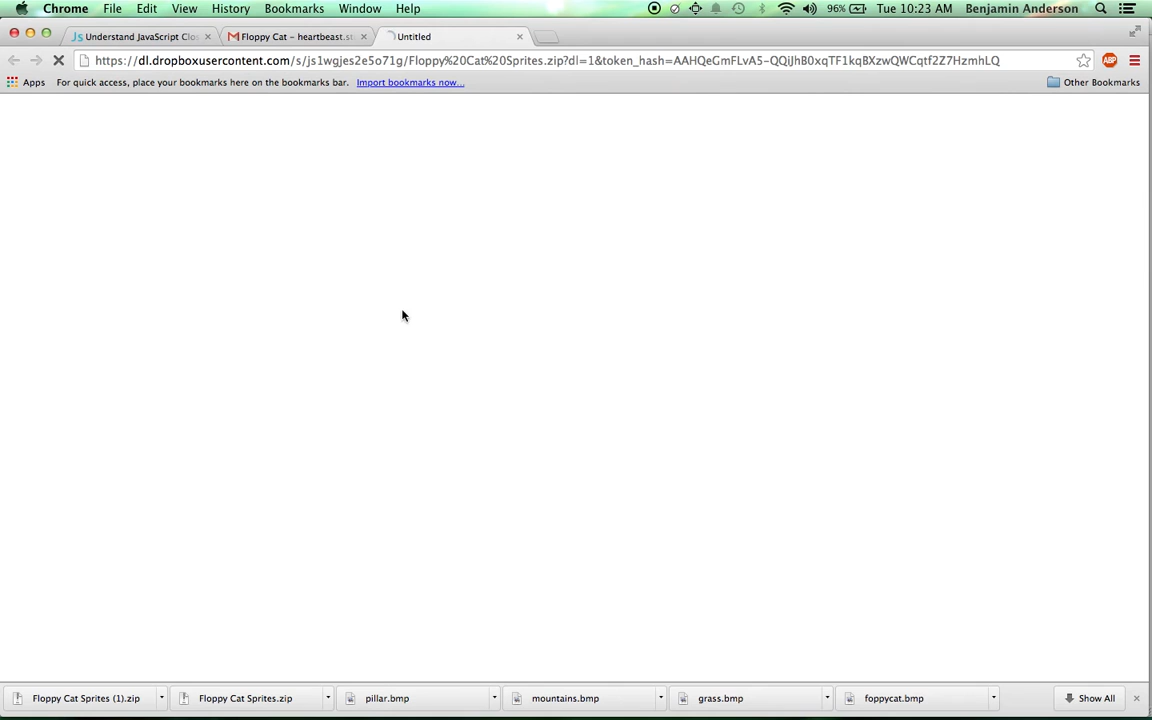 Chrome File Edit View History Bookmarks Window Help 96% Tue 10:23 AM Benjamin Anderson
Understand JavaScript Clos Floppy Cat - heartbeast.st Untitled
https://dl.dropboxusercontent.com/s/js1wgjes2e5o71g/Floppy%20Cat%20Sprites.zip?dl=1&token_hash=AAHQeGmFLvA5-QQiJhB0xqTF1kqBXzwQWCqtf2Z7HzmhLQ ABP
Apps For quick access, place your bookmarks here on the bookmarks bar. Import bookmarks now... Other Bookmarks
Floppy Cat Sprites (1).zip Floppy Cat Sprites.zip pillar.bmp mountains.bmp grass.bmp foppycat.bmp Show All